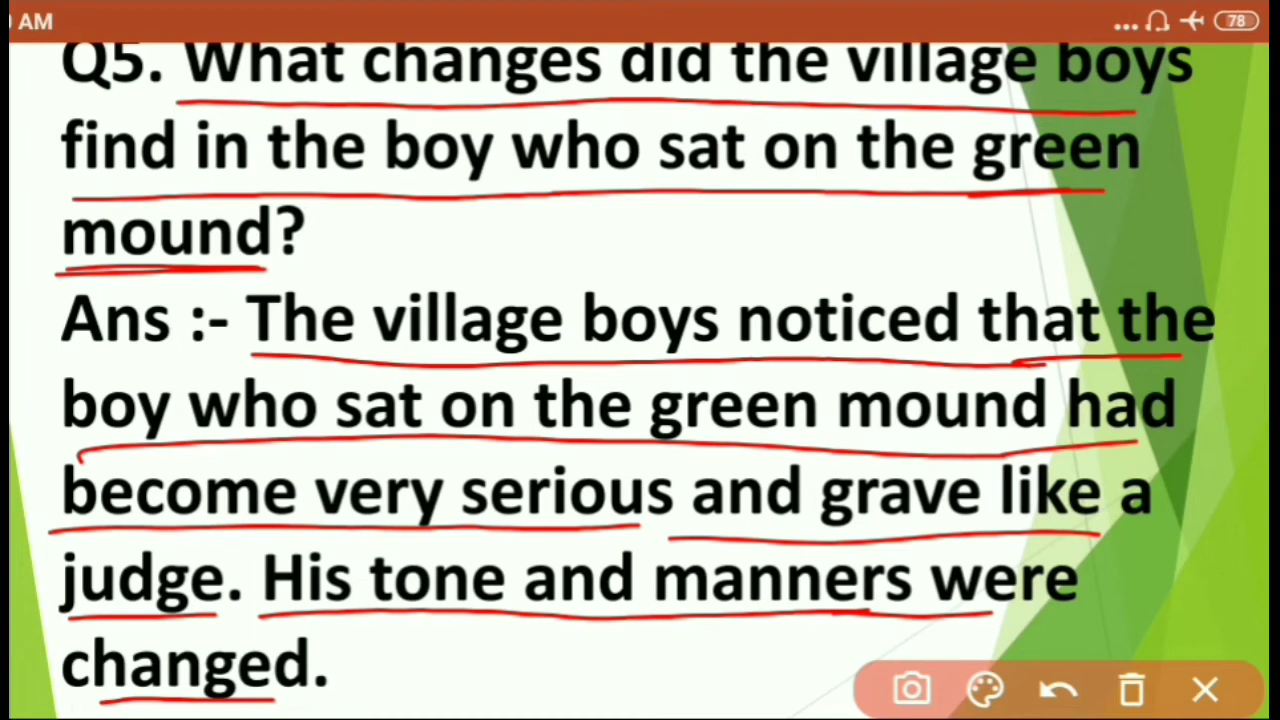 AM
78
Q5. What changes did the village boys
find in the boy who sat on the green
mound?
Ans :- The village boys noticed that the
boy who sat on the green mound had
become very serious and grave like a
judge. His tone and manners were
changed.